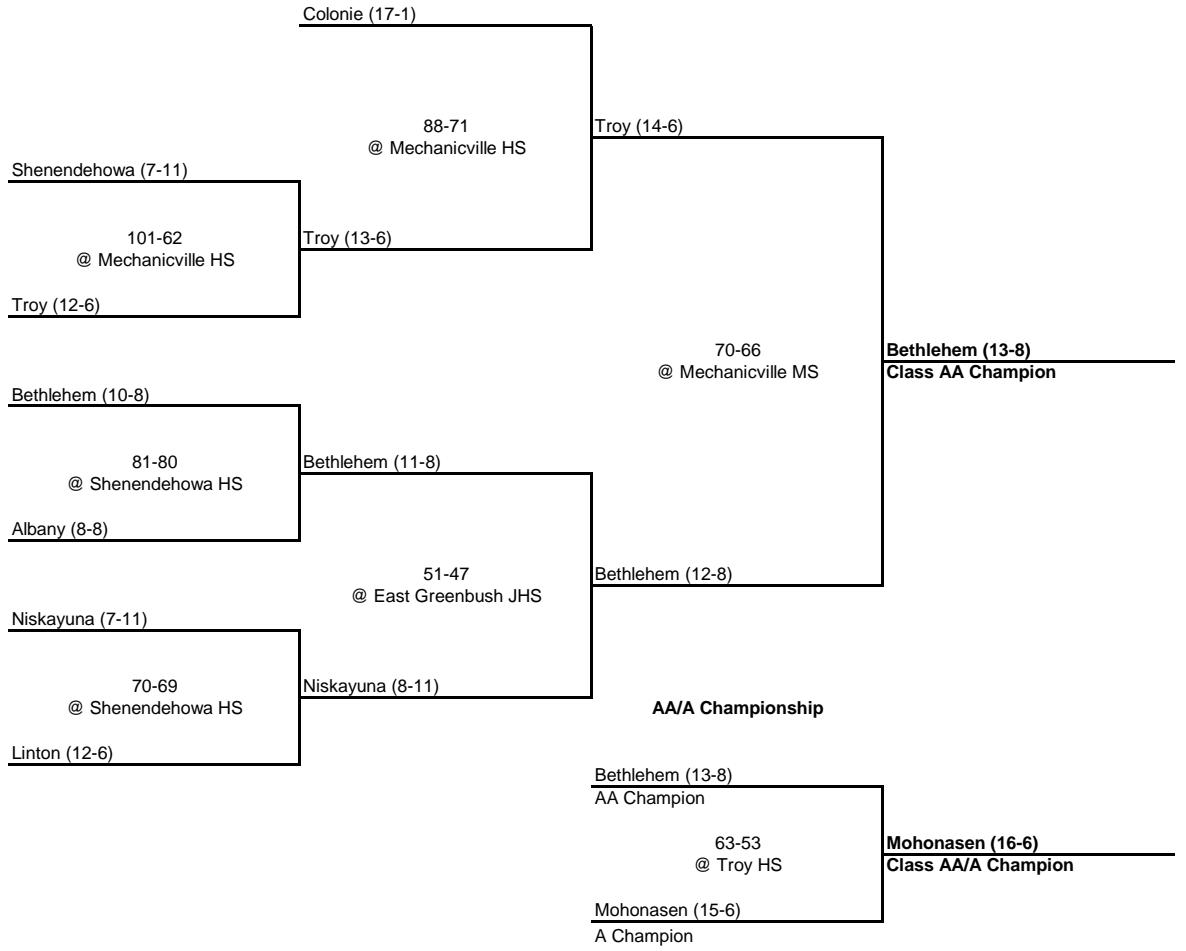 Colonie (17-1)
88-71
@ Mechanicville HS
Troy (14-6)
Shenendehowa (7-11)
101-62
@ Mechanicville HS
Troy (13-6)
Troy (12-6)
70-66
@ Mechanicville MS
Bethlehem (13-8)
Class AA Champion
Bethlehem (10-8)
81-80
@ Shenendehowa HS
Bethlehem (11-8)
Albany (8-8)
51-47
@ East Greenbush JHS
Bethlehem (12-8)
Niskayuna (7-11)
70-69
@ Shenendehowa HS
Niskayuna (8-11)
Linton (12-6)
AA/A Championship
Bethlehem (13-8)
AA Champion
63-53
@ Troy HS
Mohonasen (16-6)
Class AA/A Champion
Mohonasen (15-6)
A Champion